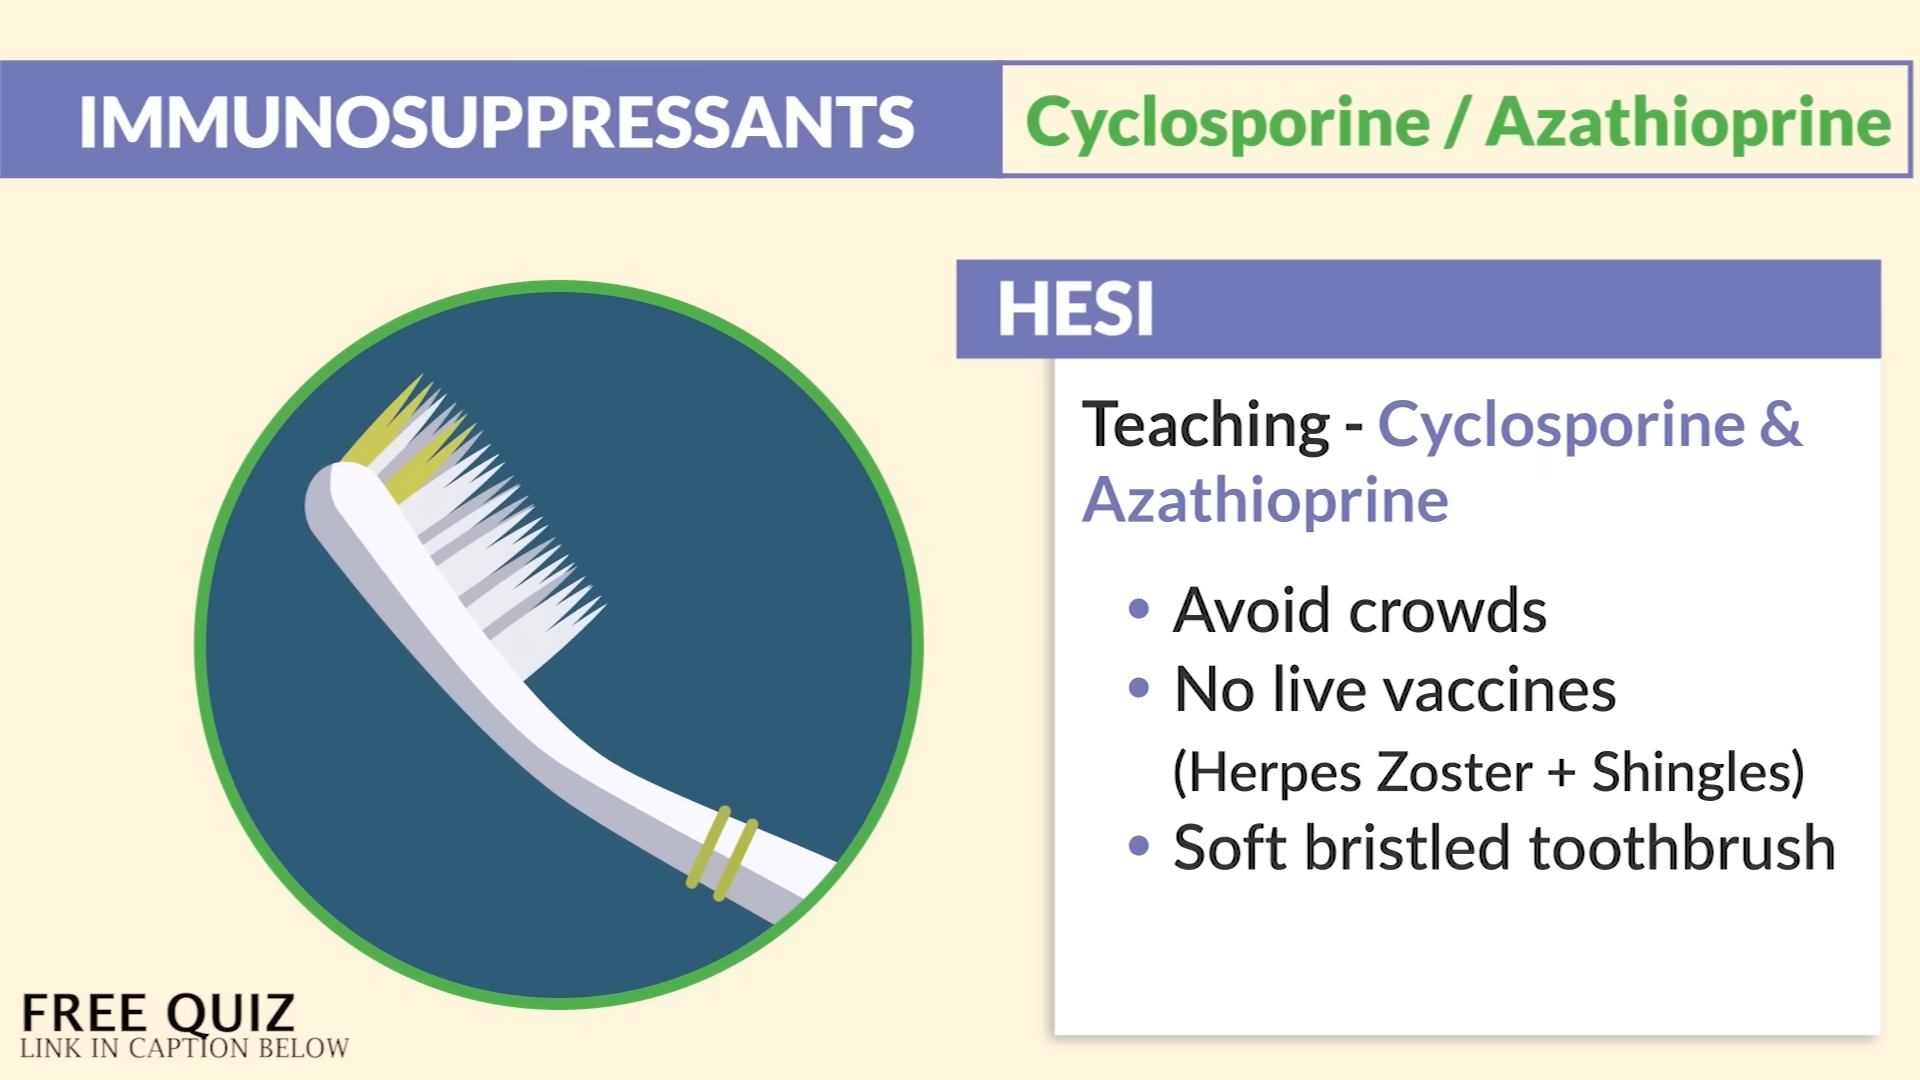 IMMUNOSUPPRESSANTS
Cyclosporine / Azathioprine
HESI
Teaching - Cyclosporine &
Azathioprine
• Avoid crowds
• No live vaccines
(Herpes Zoster + Shingles)
• Soft bristled toothbrush
FREE QUIZ
LINK IN CAPTION BELOW